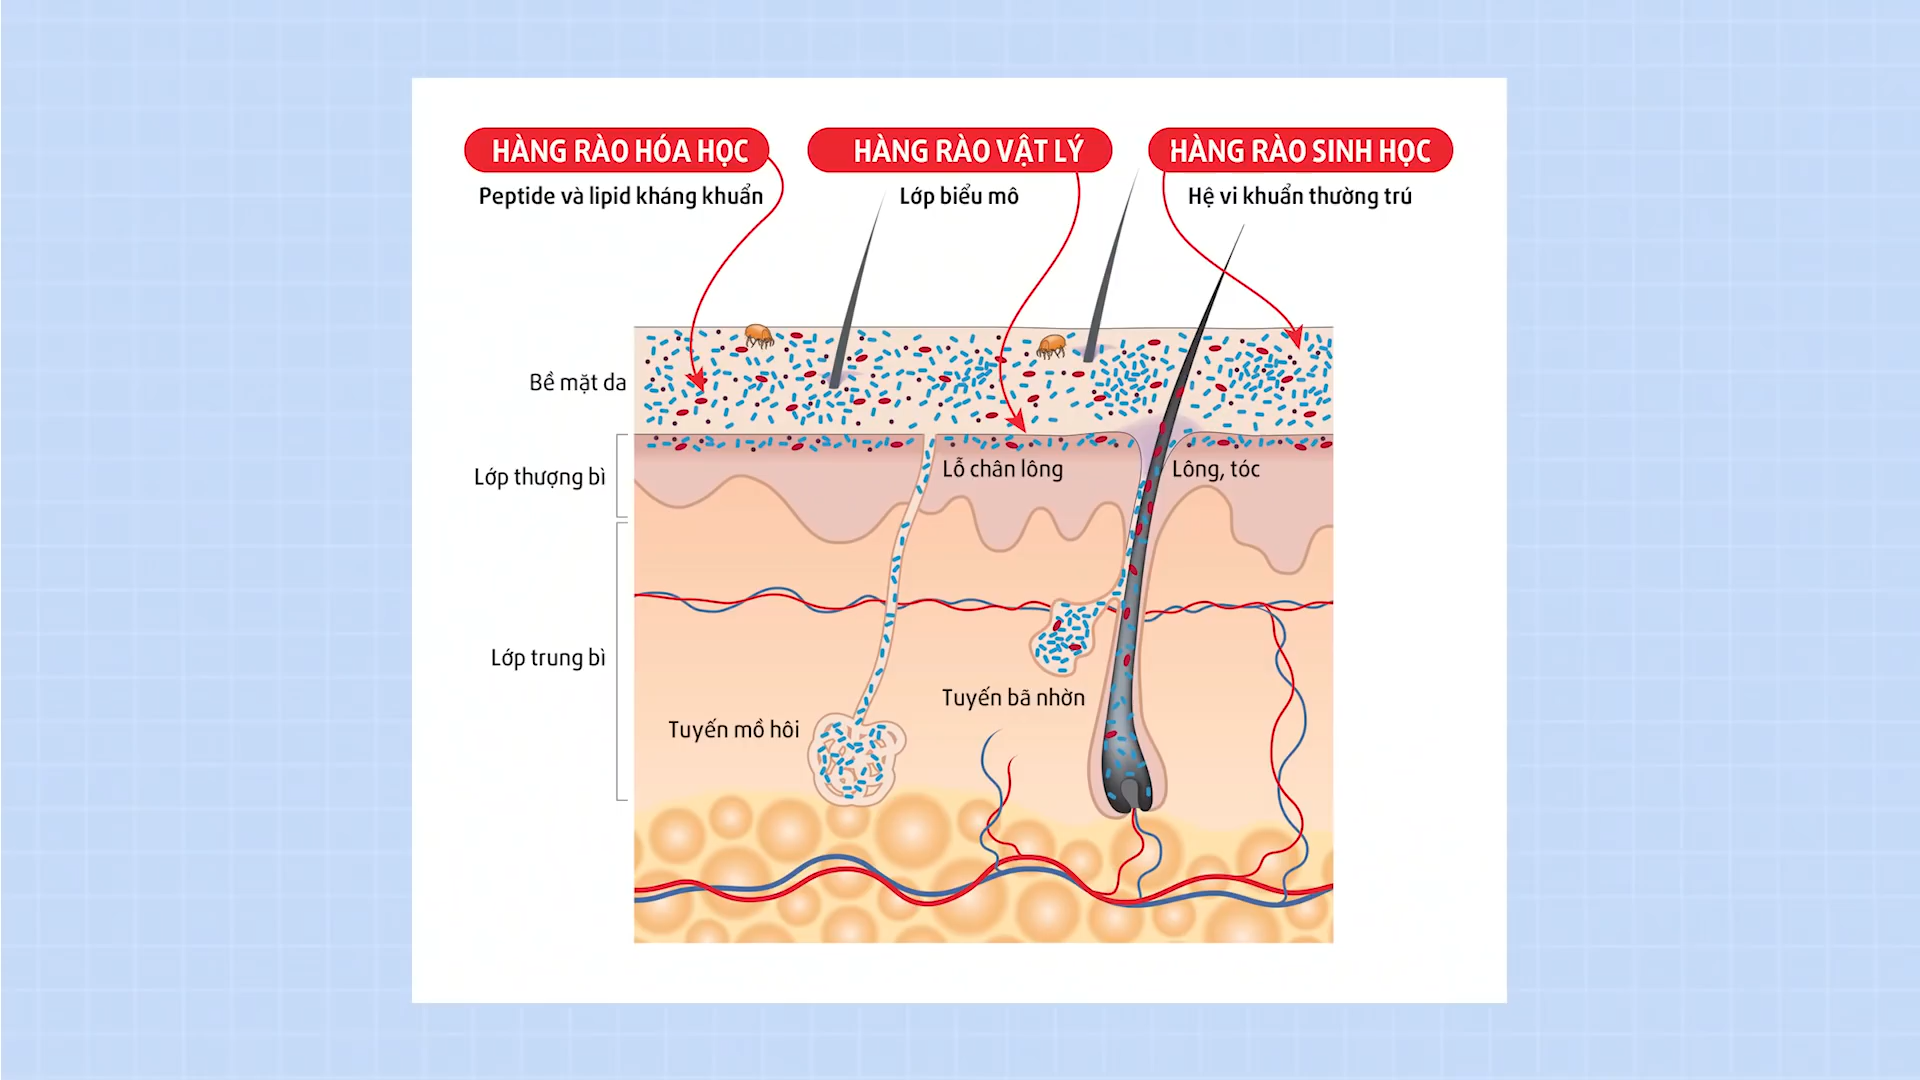 HÀNG RÀO HÓA HỌC
Peptide và lipid kháng khuẩn
HÀNG RÀO VẬT LÝ
Lớp biểu mô
HÀNG RÀO SINH HỌC
Hệ vi khuẩn thường trú
Bề mặt da
Lớp thượng bì
Lỗ chân lông
Lông, tóc
Lớp trung bì
Tuyến bã nhờn
Tuyến mồ hôi